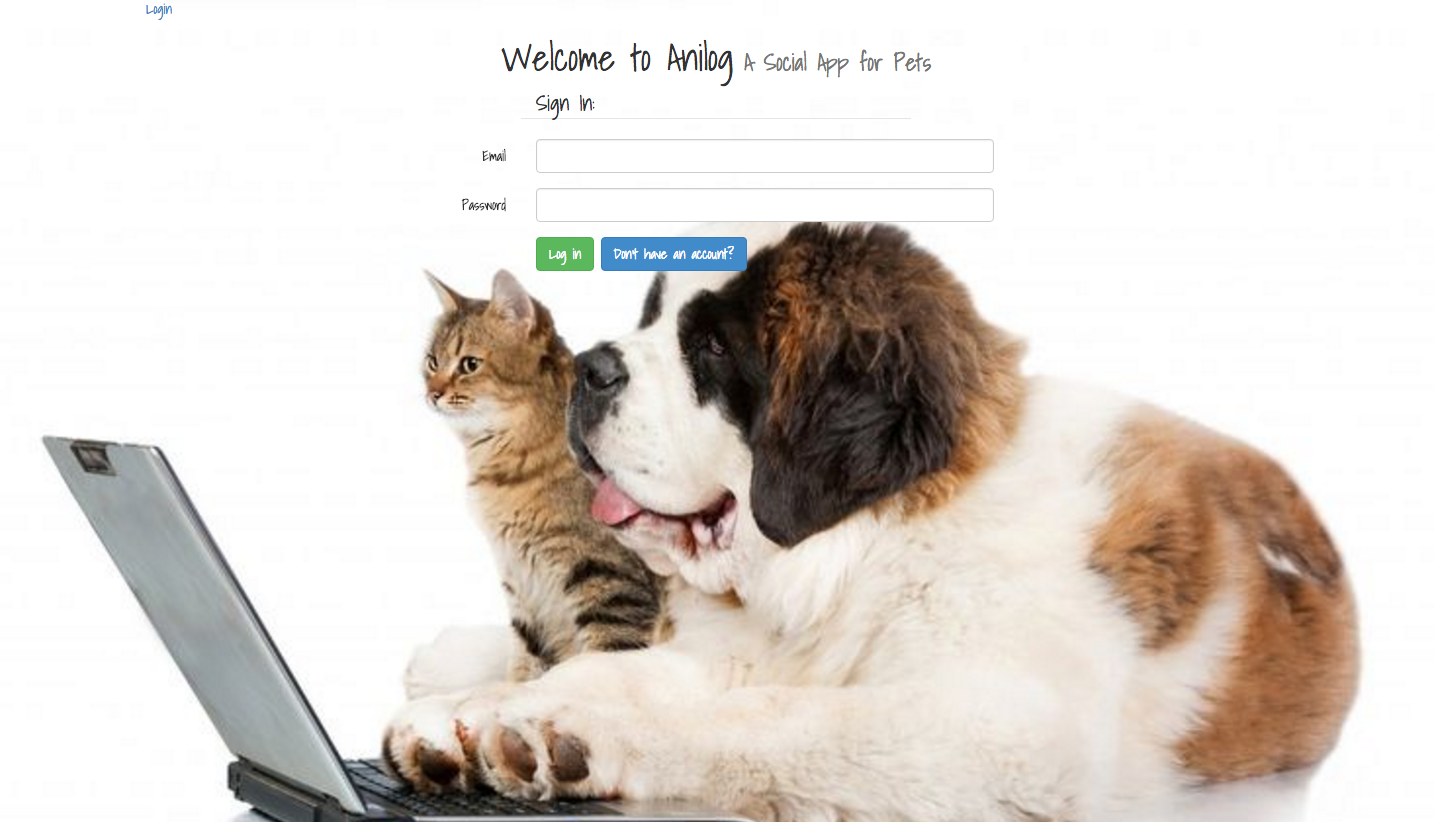 Login
Welcome to Anilog A Social App for Pets
Sign In:
Email
Password
Log in Don't have an account?